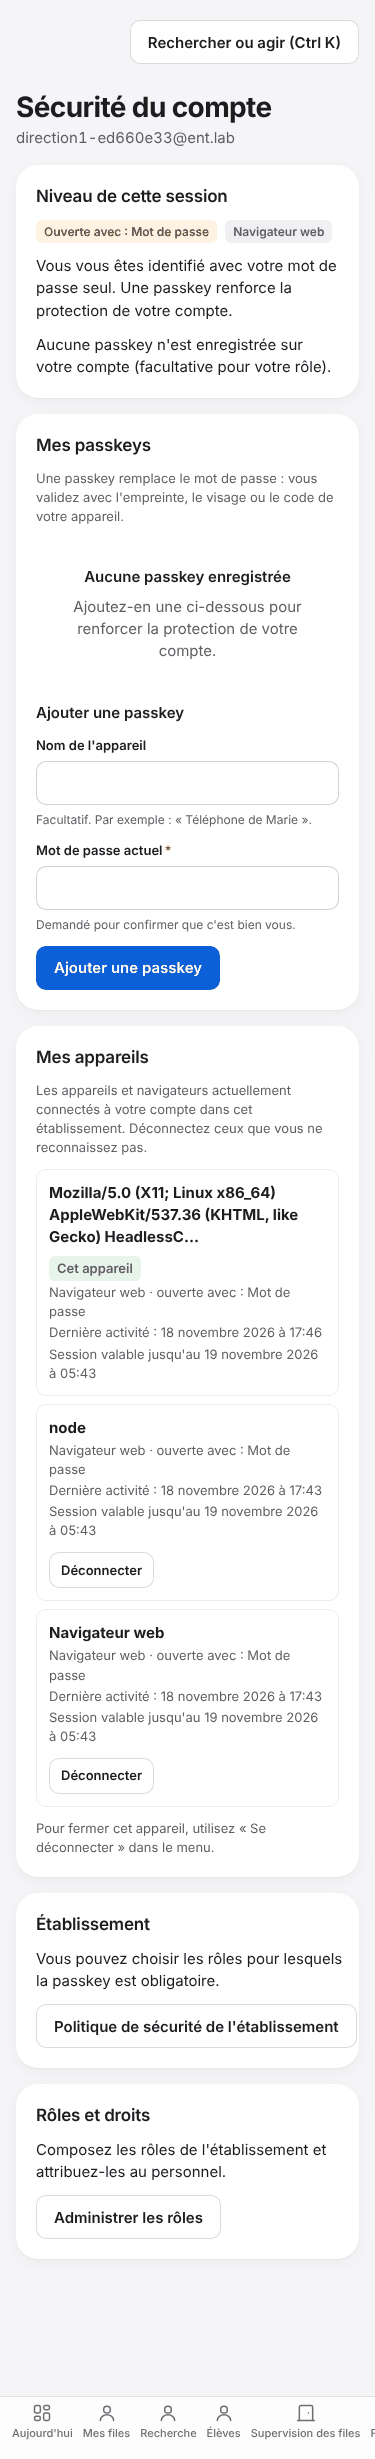 Rechercher ou agir (Ctrl K)
Sécurité du compte
direction1-ed660e33@ent.lab
Niveau de cette session
Ouverte avec : Mot de passe
Navigateur web
Vous vous êtes identifié avec votre mot de
passe seul. Une passkey renforce la
protection de votre compte.
Aucune passkey n'est enregistrée sur
votre compte (facultative pour votre rôle).
Mes passkeys
Une passkey remplace le mot de passe : vous
validez avec l'empreinte, le visage ou le code de
votre appareil.
Aucune passkey enregistrée
Ajoutez-en une ci-dessous pour
renforcer la protection de votre
compte.
Ajouter une passkey
Nom de l'appareil
Facultatif. Par exemple : « Téléphone de Marie ».
Mot de passe actuel *
Demandé pour confirmer que c'est bien vous.
Ajouter une passkey
Mes appareils
Les appareils et navigateurs actuellement
connectés à votre compte dans cet
établissement. Déconnectez ceux que vous ne
reconnaissez pas.
Mozilla/5.0 (X11; Linux x86_64)
AppleWebKit/537.36 (KHTML, like
Gecko) HeadlessC…
Cet appareil
Navigateur web · ouverte avec : Mot de
passe
Dernière activité : 18 novembre 2026 à 17:46
Session valable jusqu'au 19 novembre 2026
à 05:43
node
Navigateur web · ouverte avec : Mot de
passe
Dernière activité : 18 novembre 2026 à 17:43
Session valable jusqu'au 19 novembre 2026
à 05:43
Déconnecter
Navigateur web
Navigateur web · ouverte avec : Mot de
passe
Dernière activité : 18 novembre 2026 à 17:43
Session valable jusqu'au 19 novembre 2026
à 05:43
Déconnecter
Pour fermer cet appareil, utilisez « Se
déconnecter » dans le menu.
Établissement
Vous pouvez choisir les rôles pour lesquels
la passkey est obligatoire.
Politique de sécurité de l'établissement
Rôles et droits
Composez les rôles de l'établissement et
attribuez-les au personnel.
Administrer les rôles
Aujourd'hui
Mes files
Recherche
Élèves
Supervision des files